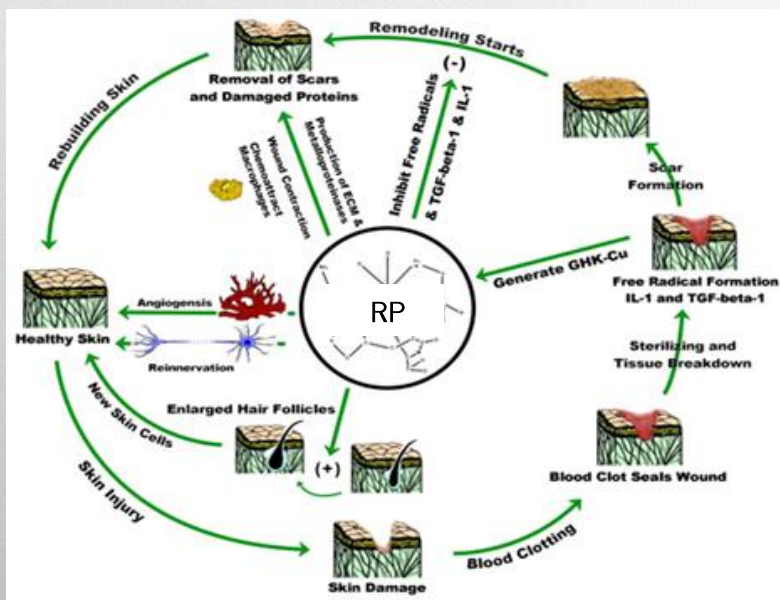 Remodeling Starts
(-)
Removal of Scars
and Damaged Proteins
Rebuilding Skin
Production of ECM &
Metalloproteinases
Wound Contraction
Chemoattract
Macrophages
Inhibit Free Radicals
& TGF-beta-1 & IL-1
Scar
Formation
Generate GHK-Cu
Free Radical Formation
IL-1 and TGF-beta-1
RP
Angiogensis
Healthy Skin
Reinnervation
Sterilizing and
Tissue Breakdown
Enlarged Hair Follicles
New Skin Cells
(+)
Blood Clot Seals Wound
Skin Injury
Blood Clotting
Skin Damage